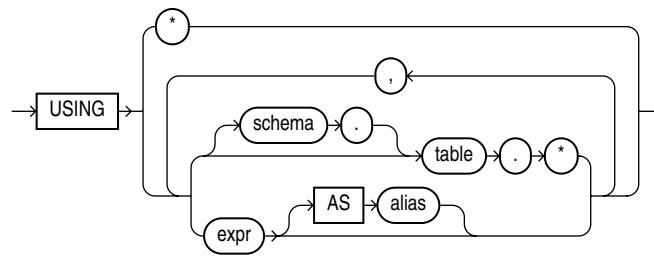 *
,
USING
schema .
table . *
AS alias
expr